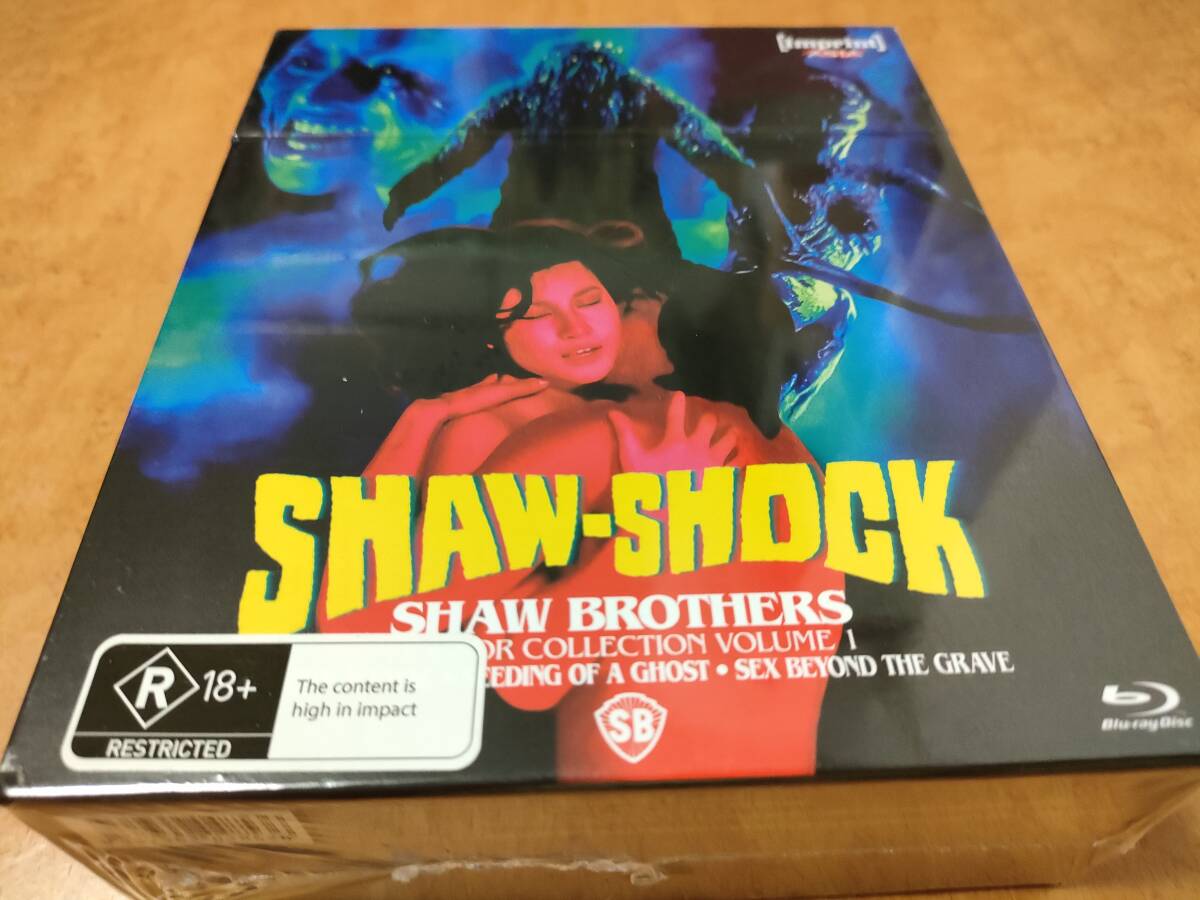 [Imprint]
ASIA
SHAW-SHOCK
SHAW BROTHERS
OR COLLECTION VOLUME 1
EEDING OF A GHOST • SEX BEYOND THE GRAVE
R 18+
RESTRICTED
The content is
high in impact
SB
Blu-ray Disc